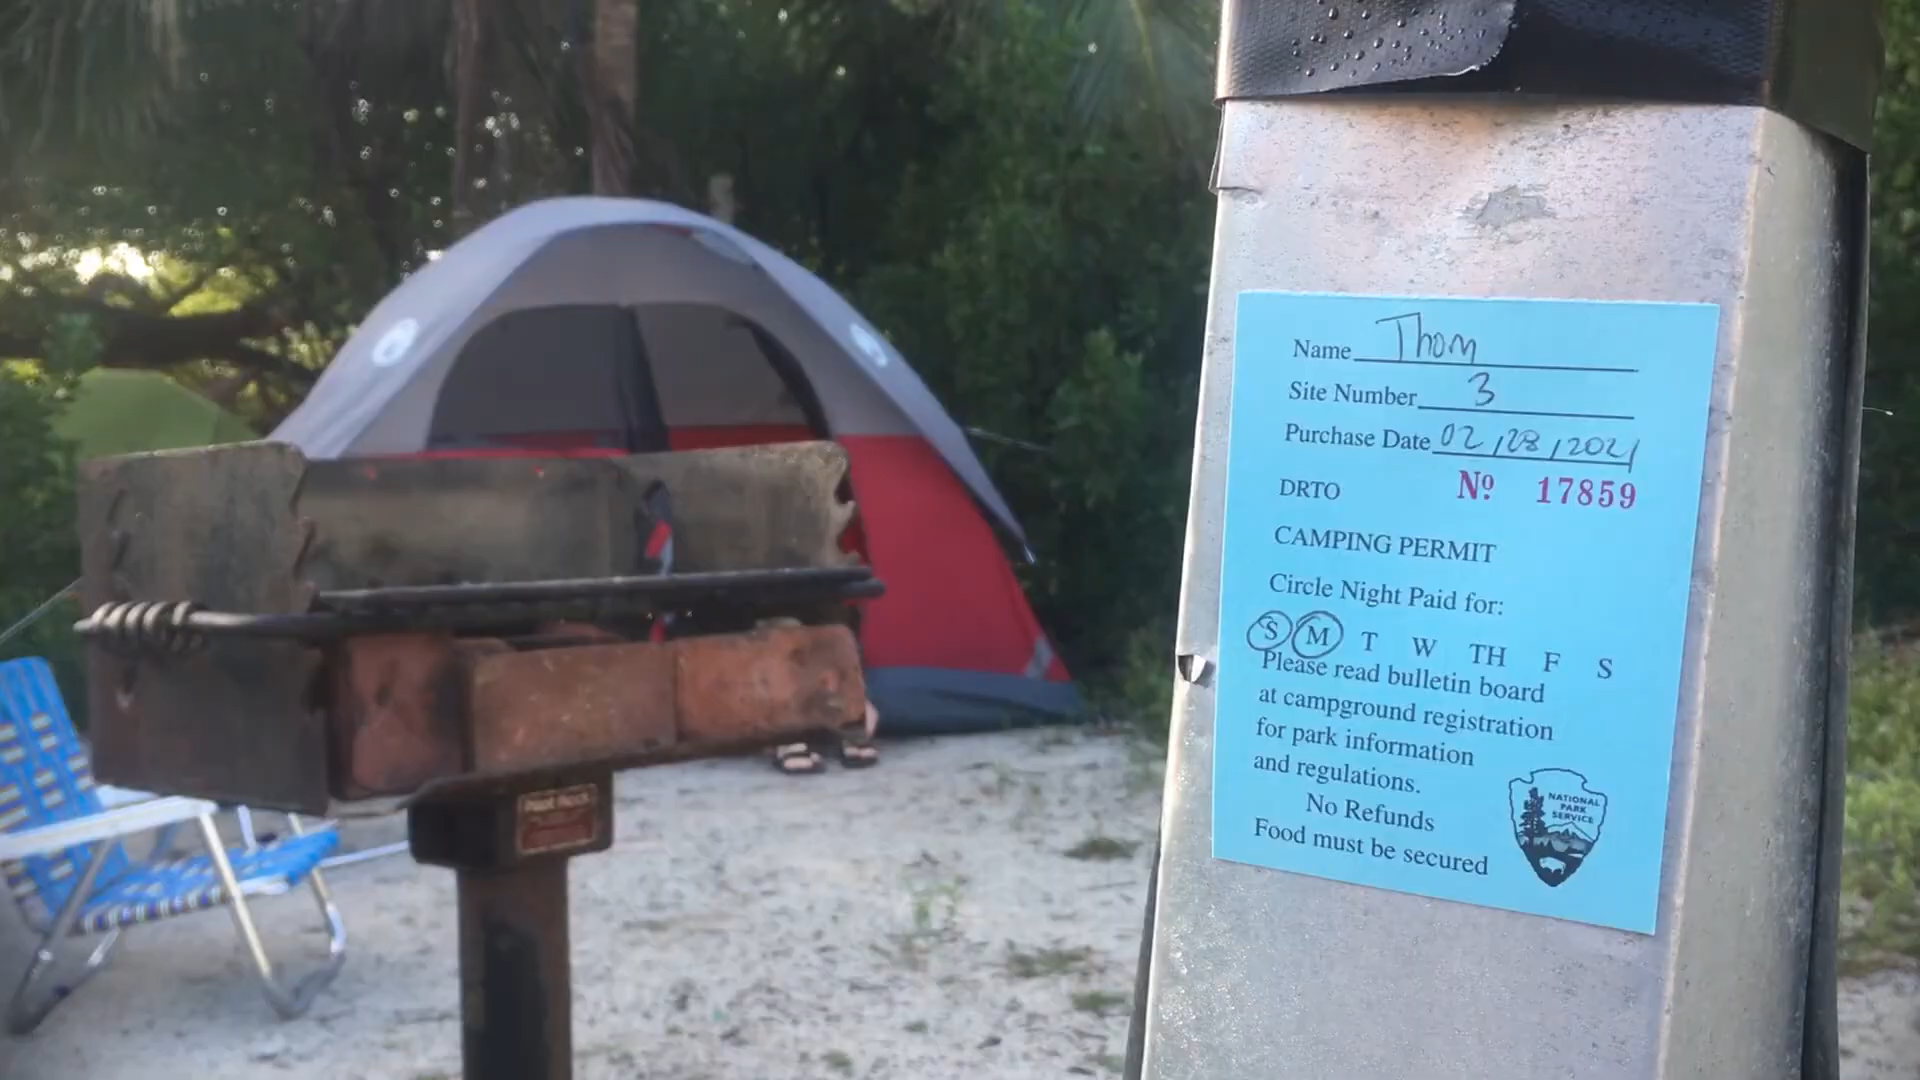 Name Thom
Site Number 3
Purchase Date 02/28/2021
DRTO Nº 17859
CAMPING PERMIT
Circle Night Paid for:
S M T W TH F S
Please read bulletin board
at campground registration
for park information
and regulations.
No Refunds
Food must be secured
NATIONAL
PARK
SERVICE